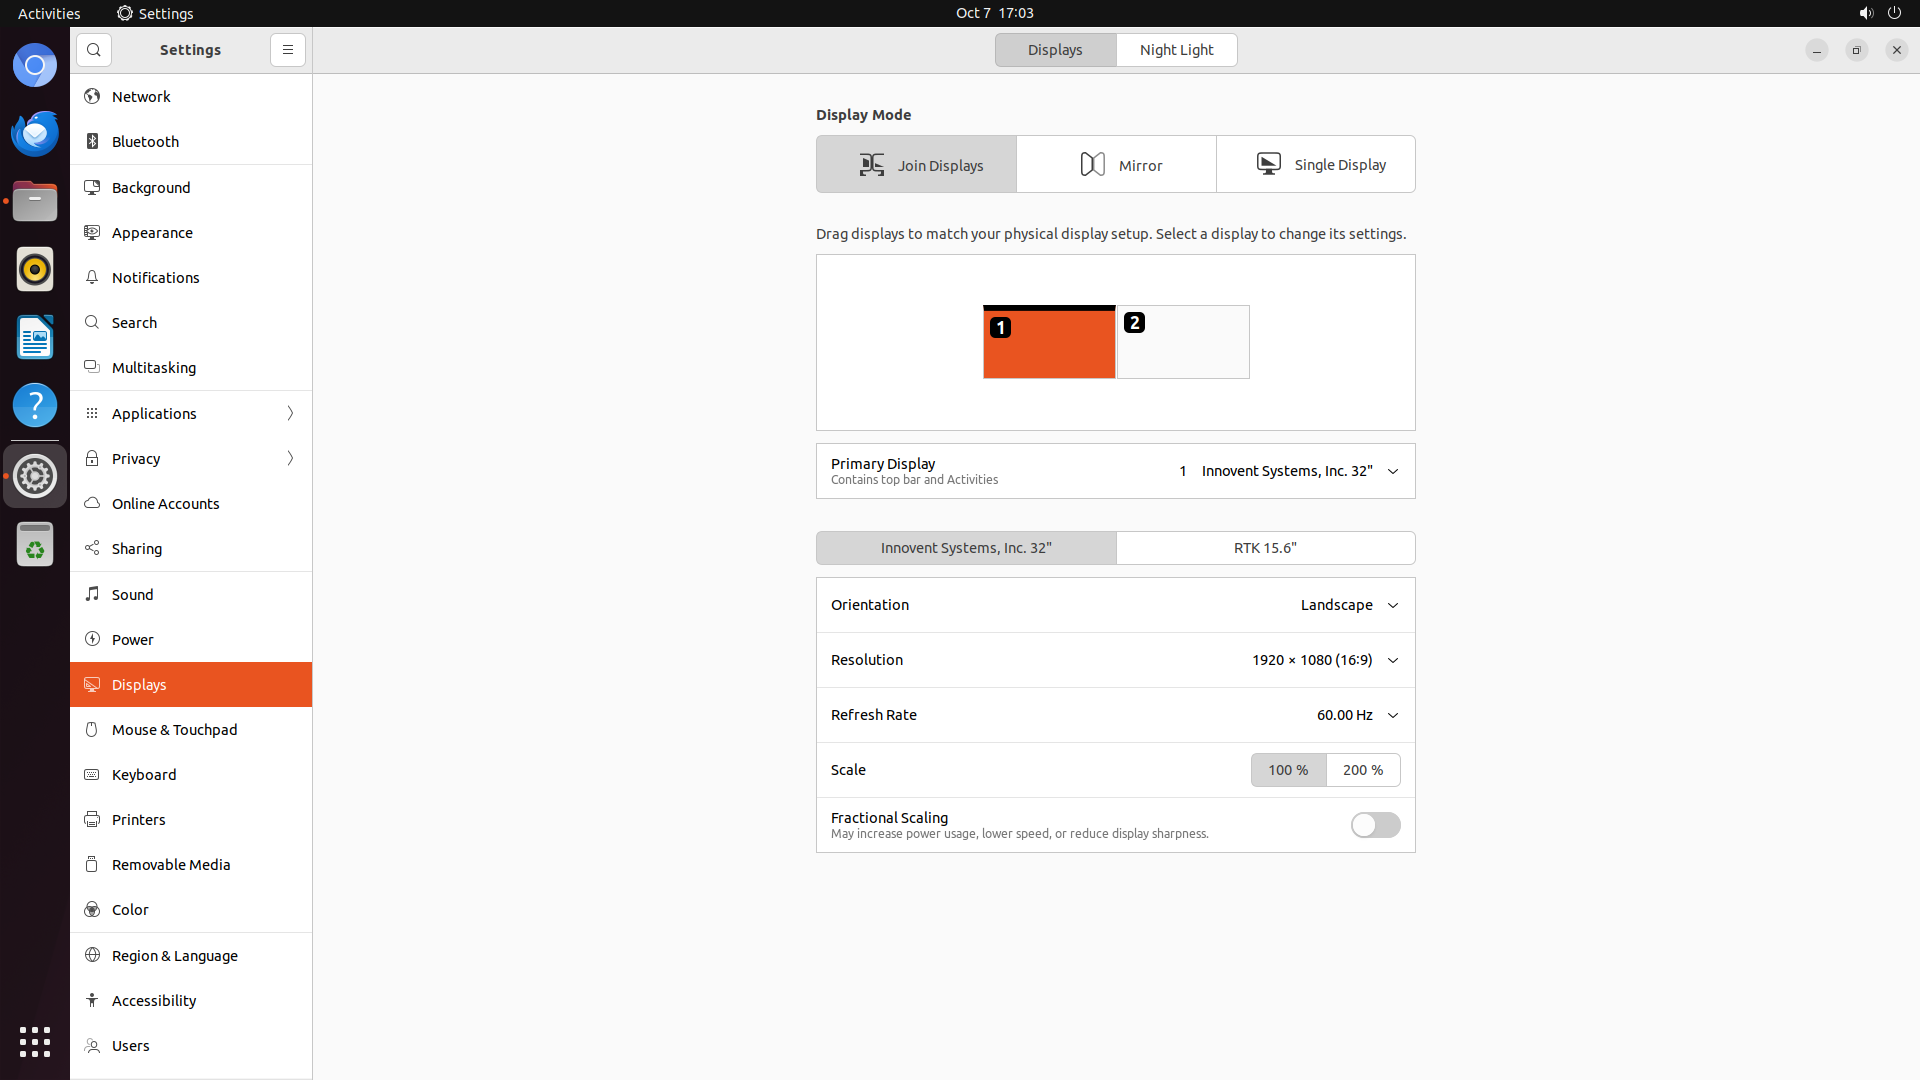 Activities
Settings
Oct 7  17:03
Settings
Displays
Night Light
Network
Bluetooth
Background
Appearance
Notifications
Search
Multitasking
Applications
Privacy
Online Accounts
Sharing
Sound
Power
Displays
Mouse & Touchpad
Keyboard
Printers
Removable Media
Color
Region & Language
Accessibility
Users
Display Mode
Join Displays
Mirror
Single Display
Drag displays to match your physical display setup. Select a display to change its settings.
1
2
Primary Display
Contains top bar and Activities
1 Innovent Systems, Inc. 32"
Innovent Systems, Inc. 32"
RTK 15.6"
Orientation
Landscape
Resolution
1920 × 1080 (16:9)
Refresh Rate
60.00 Hz
Scale
100 %
200 %
Fractional Scaling
May increase power usage, lower speed, or reduce display sharpness.